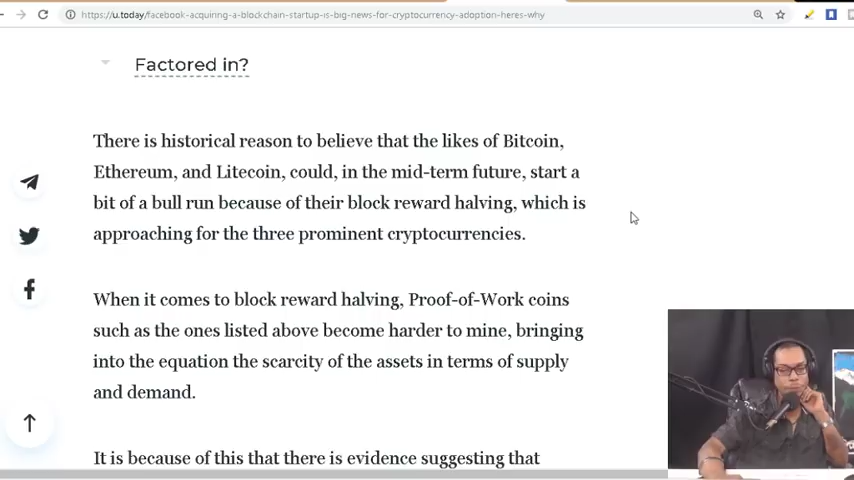 https://u.today/facebook-acquirng-a-blockchain-startup-is-big-news-for-cryptocurrency-adoption-heres-why
Factored in?
There is historical reason to believe that the likes of Bitcoin,
Ethereum, and Litecoin, could, in the mid-term future, start a
bit of a bull run because of their block reward halving, which is
approaching for the three prominent cryptocurrencies.
When it comes to block reward halving, Proof-of-Work coins
such as the ones listed above become harder to mine, bringing
into the equation the scarcity of the assets in terms of supply
and demand.
It is because of this that there is evidence suggesting that